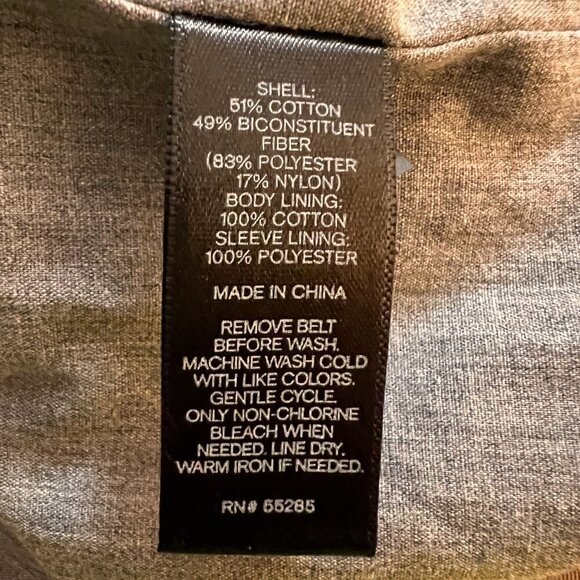 SHELL:
51% COTTON
49% BICONSTITUENT
FIBER
(83% POLYESTER
17% NYLON)
BODY LINING:
100% COTTON
SLEEVE LINING:
100% POLYESTER
MADE IN CHINA
REMOVE BELT
BEFORE WASH.
MACHINE WASH COLD
WITH LIKE COLORS.
GENTLE CYCLE.
ONLY NON-CHLORINE
BLEACH WHEN
NEEDED. LINE DRY.
WARM IRON IF NEEDED.
RN# 55285